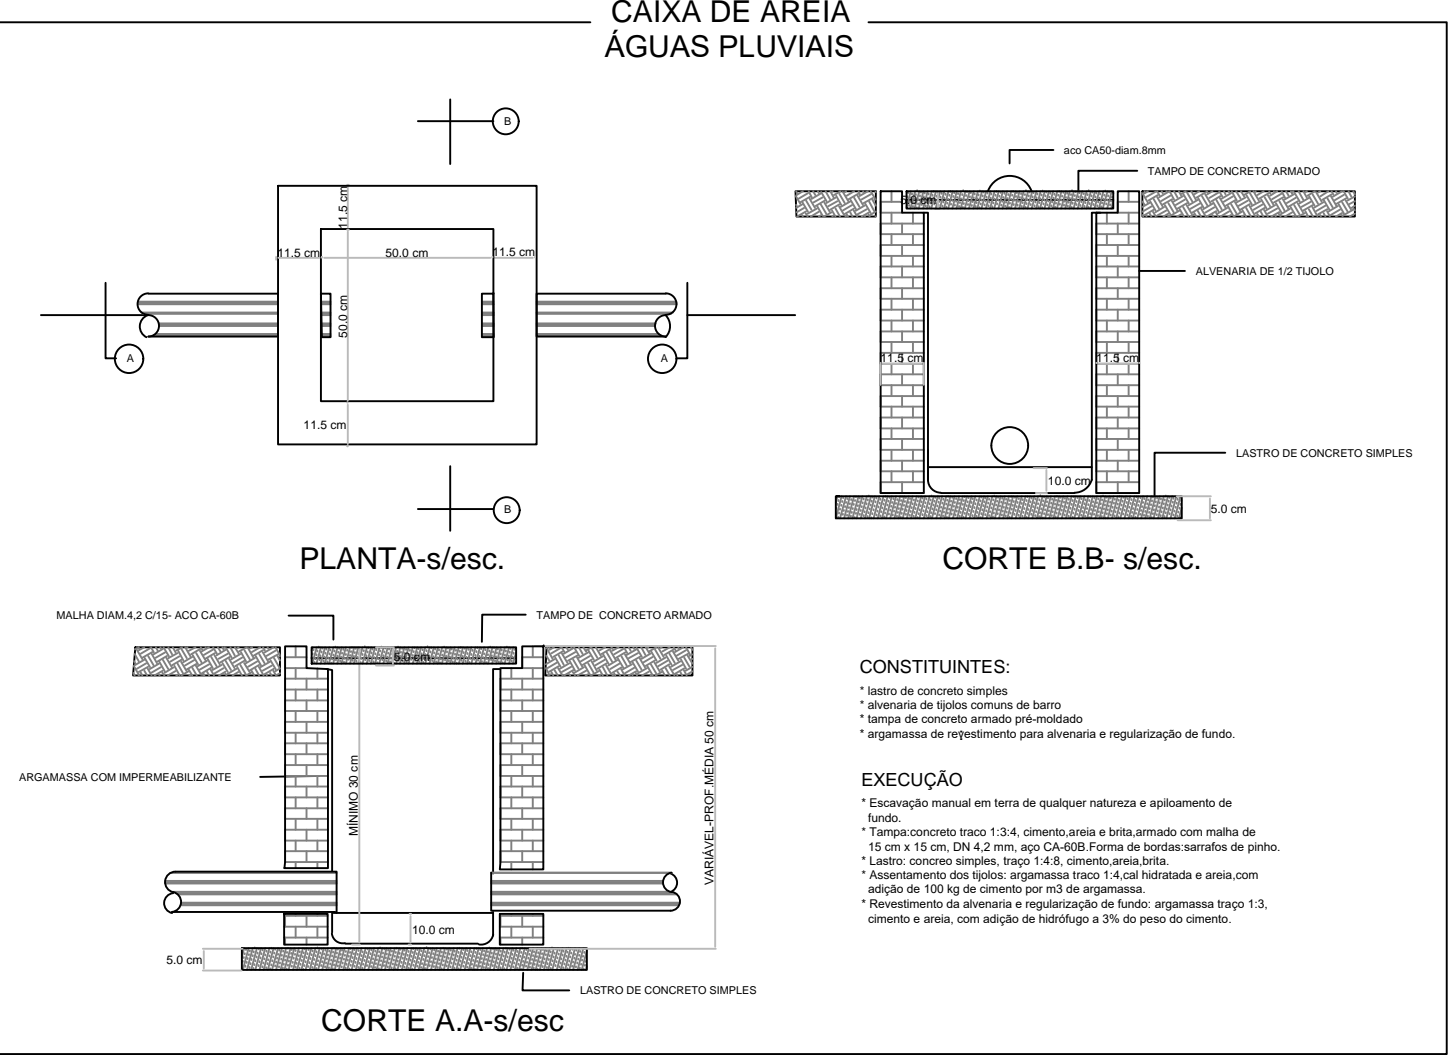 CAIXA DE AREIA
ÁGUAS PLUVIAIS
B
11.5 cm
11.5 cm
50.0 cm
11.5 cm
50.0 cm
A
A
11.5 cm
B
PLANTA-s/esc.
aco CA50-diam.8mm
TAMPO DE CONCRETO ARMADO
5.0 cm
ALVENARIA DE 1/2 TIJOLO
11.5 cm
11.5 cm
LASTRO DE CONCRETO SIMPLES
10.0 cm
5.0 cm
CORTE B.B- s/esc.
MALHA DIAM.4,2 C/15- ACO CA-60B
TAMPO DE CONCRETO ARMADO
5.0 cm
ARGAMASSA COM IMPERMEABILIZANTE
MÍNIMO 30 cm
VARIÁVEL-PROF.MÉDIA 50 cm
10.0 cm
5.0 cm
LASTRO DE CONCRETO SIMPLES
CORTE A.A-s/esc
CONSTITUINTES:
* lastro de concreto simples
* alvenaria de tijolos comuns de barro
* tampa de concreto armado pré-moldado
* argamassa de revestimento para alvenaria e regularização de fundo.
EXECUÇÃO
* Escavação manual em terra de qualquer natureza e apiloamento de
fundo.
* Tampa:concreto traco 1:3:4, cimento,areia e brita,armado com malha de
15 cm x 15 cm, DN 4,2 mm, aço CA-60B.Forma de bordas:sarrafos de pinho.
* Lastro: concreo simples, traço 1:4:8, cimento,areia,brita.
* Assentamento dos tijolos: argamassa traco 1:4,cal hidratada e areia,com
adição de 100 kg de cimento por m3 de argamassa.
* Revestimento da alvenaria e regularização de fundo: argamassa traço 1:3,
cimento e areia, com adição de hidrófugo a 3% do peso do cimento.